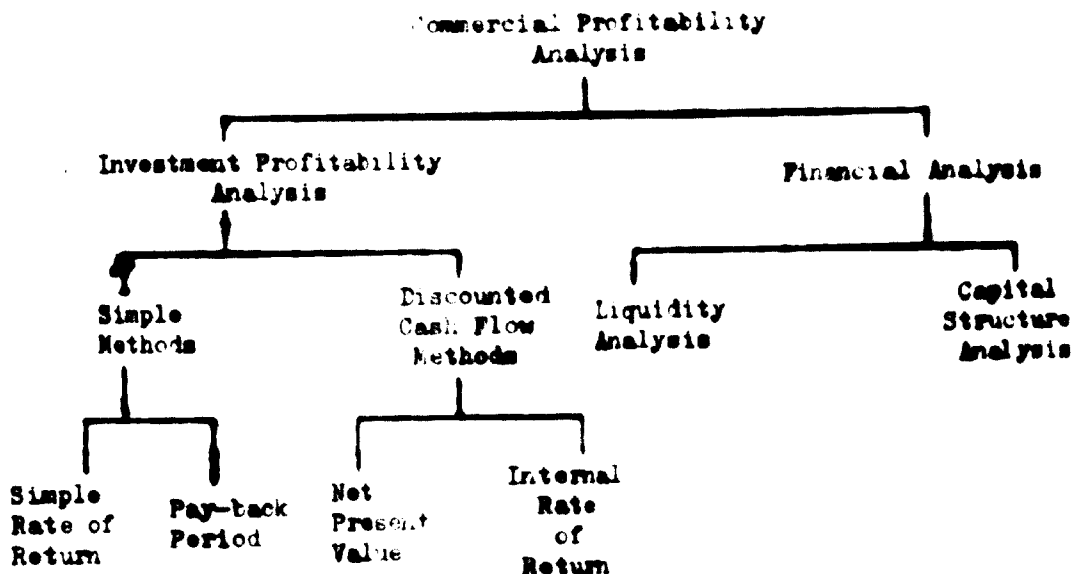 Commercial Profitability
Analysis
Investment Profitability
Analysis
Financial Analysis
Simple
Methods
Discounted
Cash Flow
Methods
Liquidity
Analysis
Capital
Structure
Analysis
Simple
Rate of
Return
Pay-back
Period
Net
Present
Value
Internal
Rate
of
Return